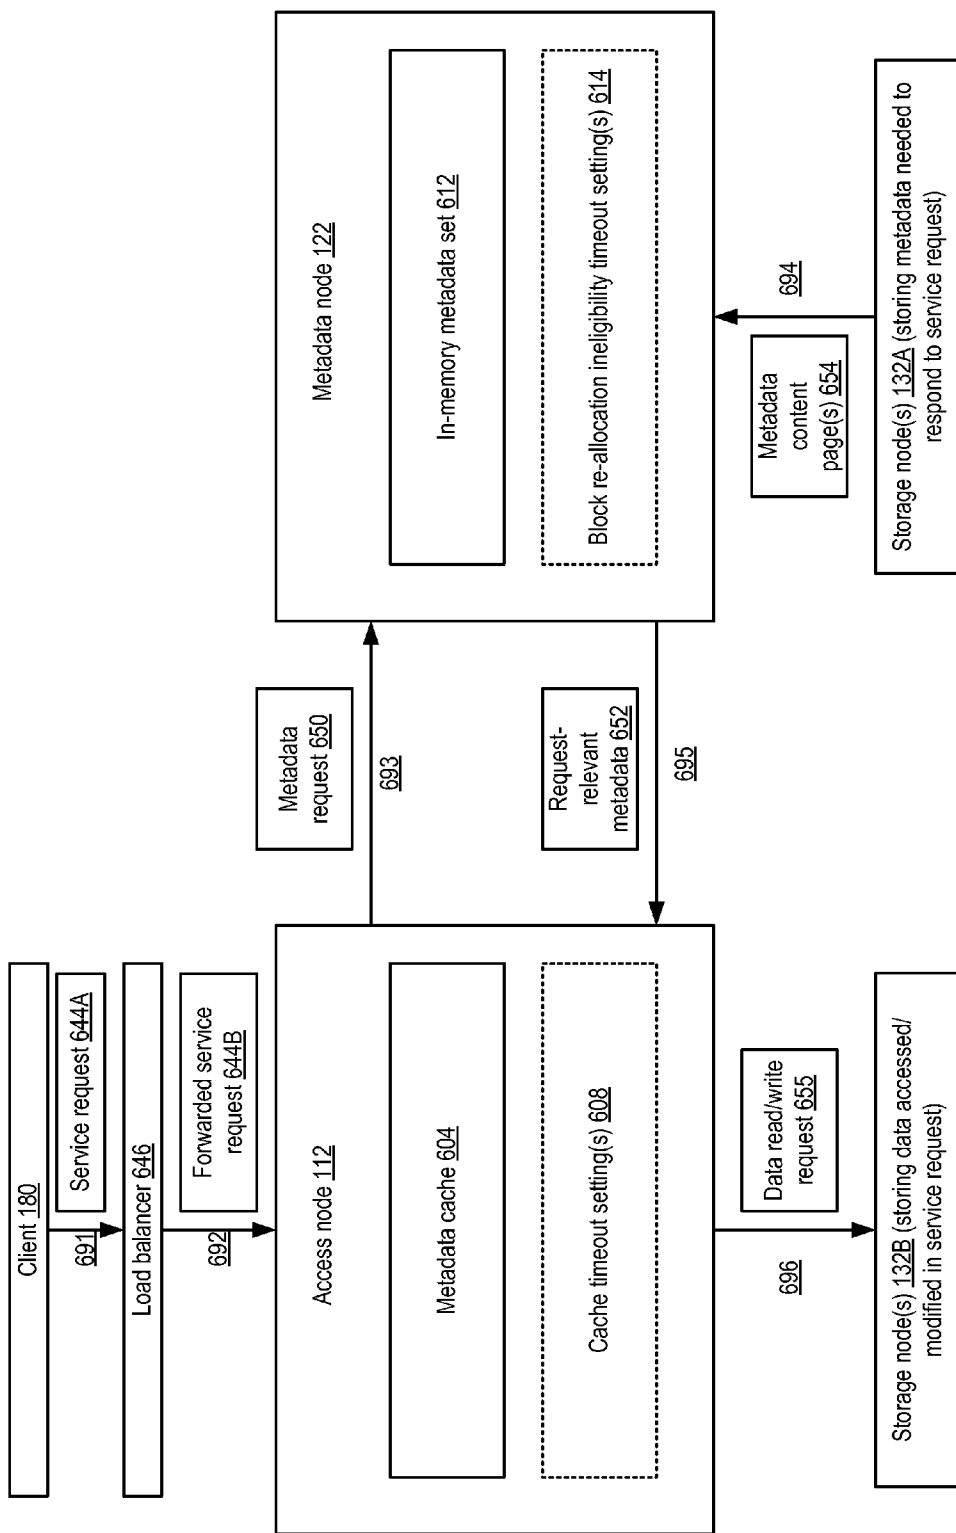 Client 180
Service request 644A
691
Load balancer 646
Forwarded service
request 644B
692
Access node 112
Metadata cache 604
Cache timeout setting(s) 608
Metadata
request 650
693
Request-
relevant
metadata 652
695
Metadata node 122
In-memory metadata set 612
Block re-allocation ineligibility timeout setting(s) 614
Data read/write
request 655
696
Storage node(s) 132B (storing data accessed/
modified in service request)
Metadata
content
page(s) 654
694
Storage node(s) 132A (storing metadata needed to
respond to service request)